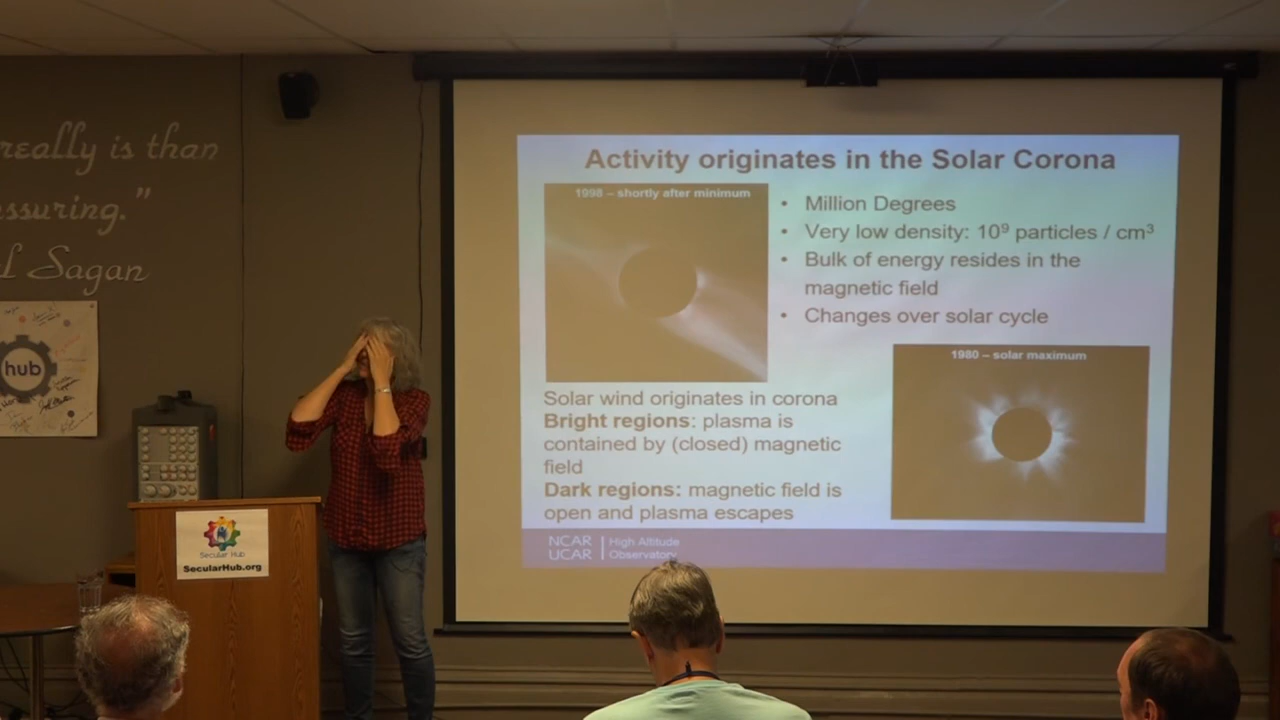 really is than
ssuring."
Sagan
hub
Secular Hub
SecularHub.org
Activity originates in the Solar Corona
1998 – shortly after minimum
• Million Degrees
• Very low density: 10⁹ particles / cm³
• Bulk of energy resides in the
magnetic field
• Changes over solar cycle
1980 – solar maximum
Solar wind originates in corona
Bright regions: plasma is
contained by (closed) magnetic
field
Dark regions: magnetic field is
open and plasma escapes
NCAR
UCAR
High Altitude
Observatory